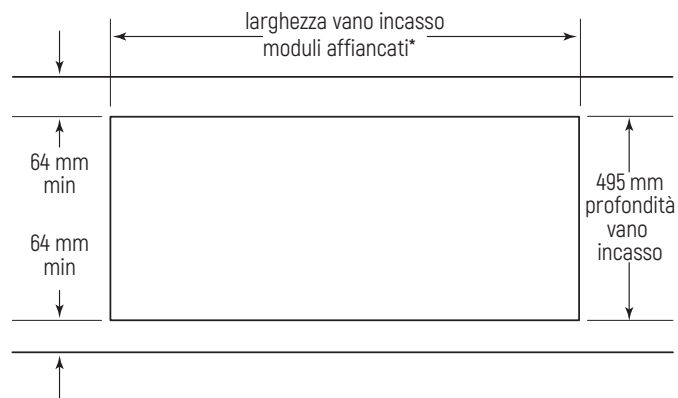 larghezza vano incasso
moduli affiancati*
64 mm
min
64 mm
min
495 mm
profondità
vano
incasso